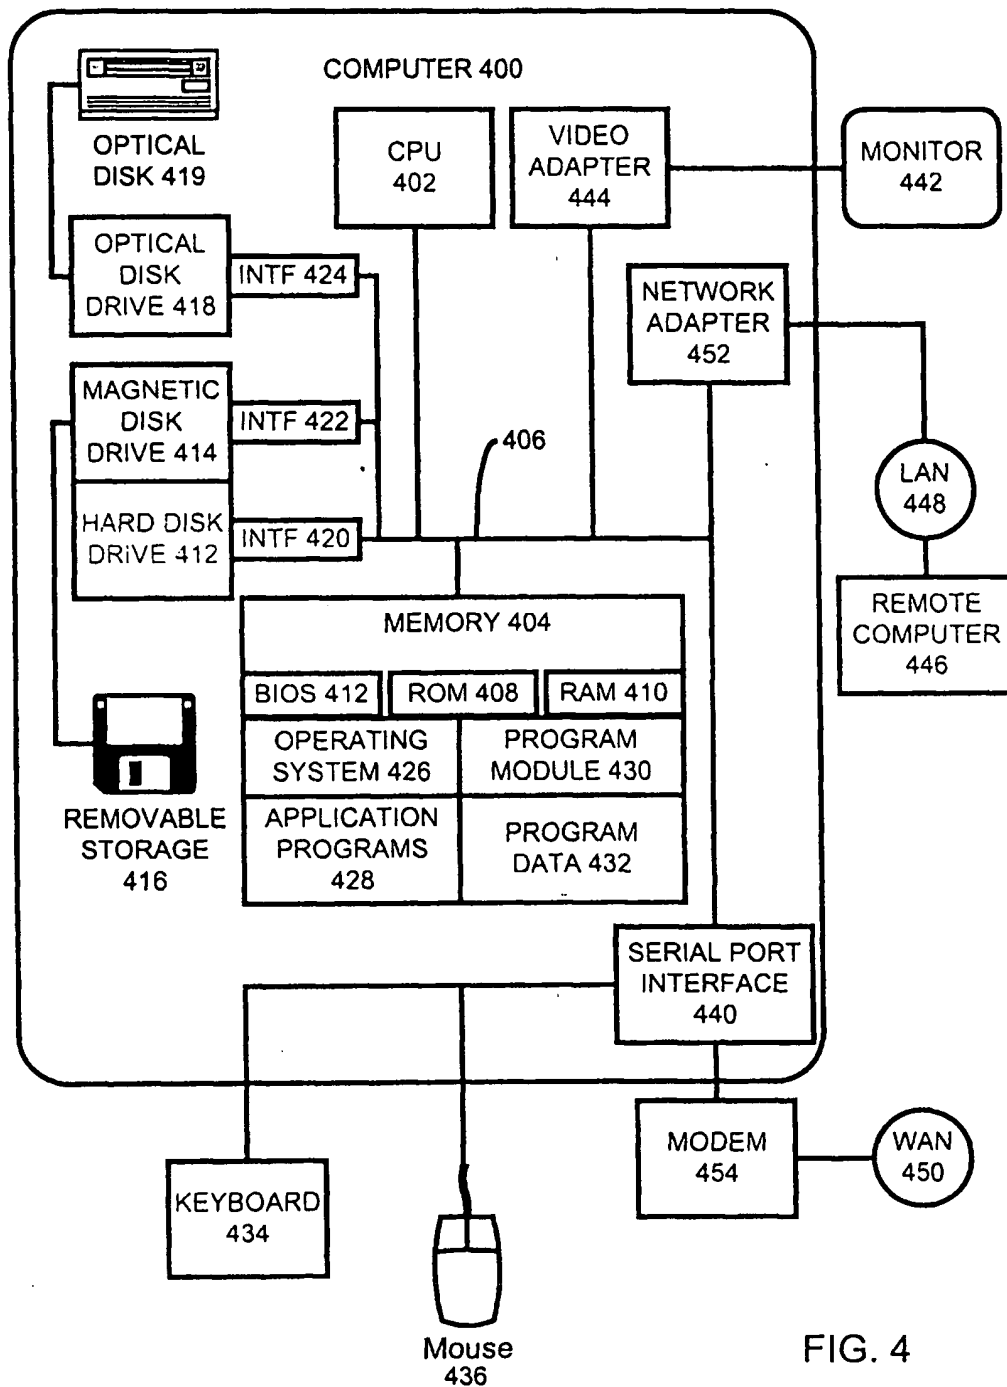 COMPUTER 400
OPTICAL
DISK 419
CPU
402
VIDEO
ADAPTER
444
MONITOR
442
OPTICAL
DISK
DRIVE 418
INTF 424
NETWORK
ADAPTER
452
MAGNETIC
DISK
DRIVE 414
INTF 422
406
LAN
448
HARD DISK
DRIVE 412
INTF 420
REMOTE
COMPUTER
446
MEMORY 404
BIOS 412
ROM 408
RAM 410
OPERATING
SYSTEM 426
PROGRAM
MODULE 430
REMOVABLE
STORAGE
416
APPLICATION
PROGRAMS
428
PROGRAM
DATA 432
SERIAL PORT
INTERFACE
440
MODEM
454
WAN
450
KEYBOARD
434
Mouse
436
FIG. 4